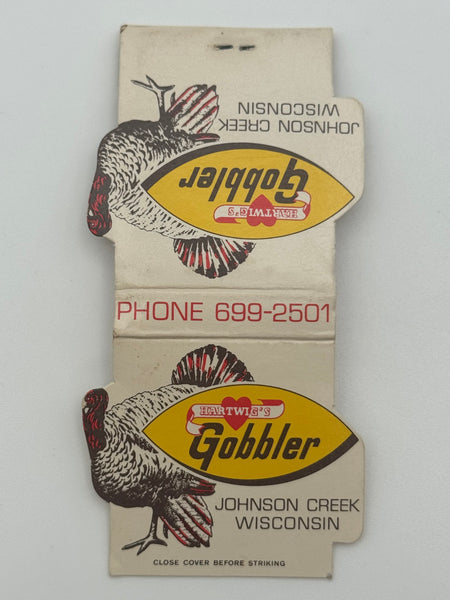 JOHNSON CREEK
WISCONSIN
HARTWIG'S
Gobbler
PHONE 699-2501
HARTWIG'S
Gobbler
JOHNSON CREEK
WISCONSIN
CLOSE COVER BEFORE STRIKING